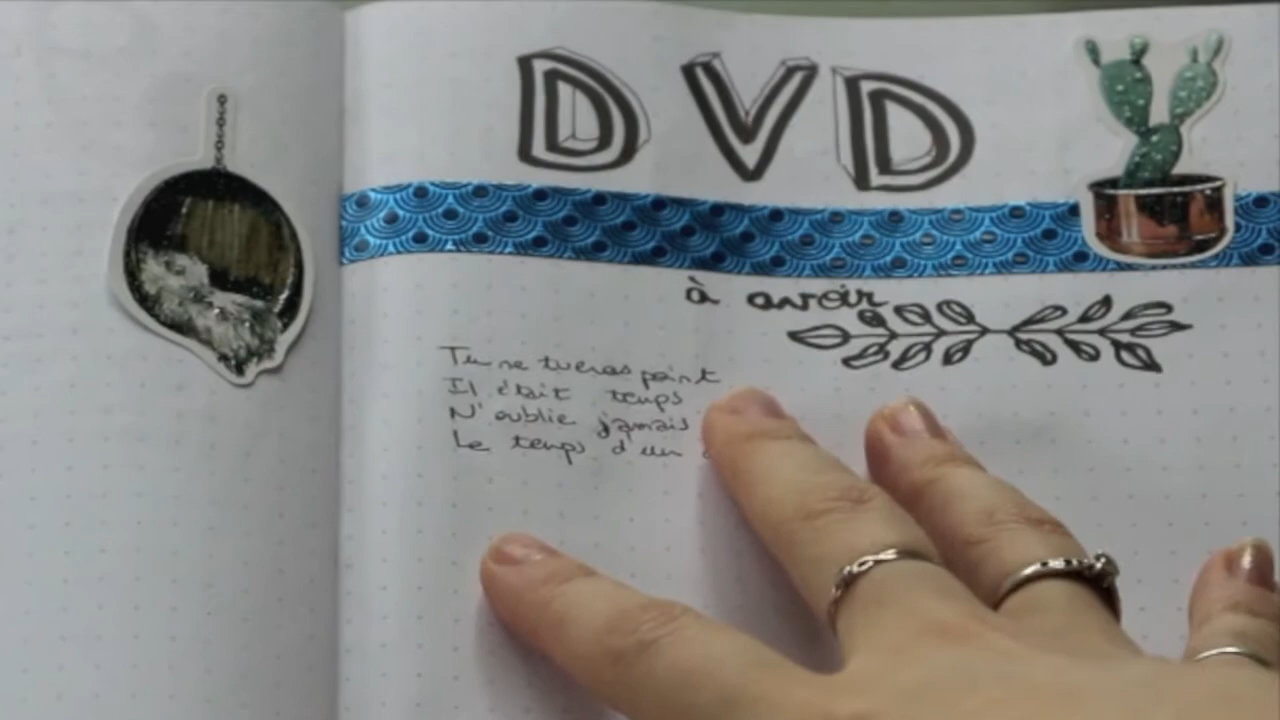 DVD
à avoir
Tu ne tueras point
Il était temps
N'oublie jamais
Le temps d'un